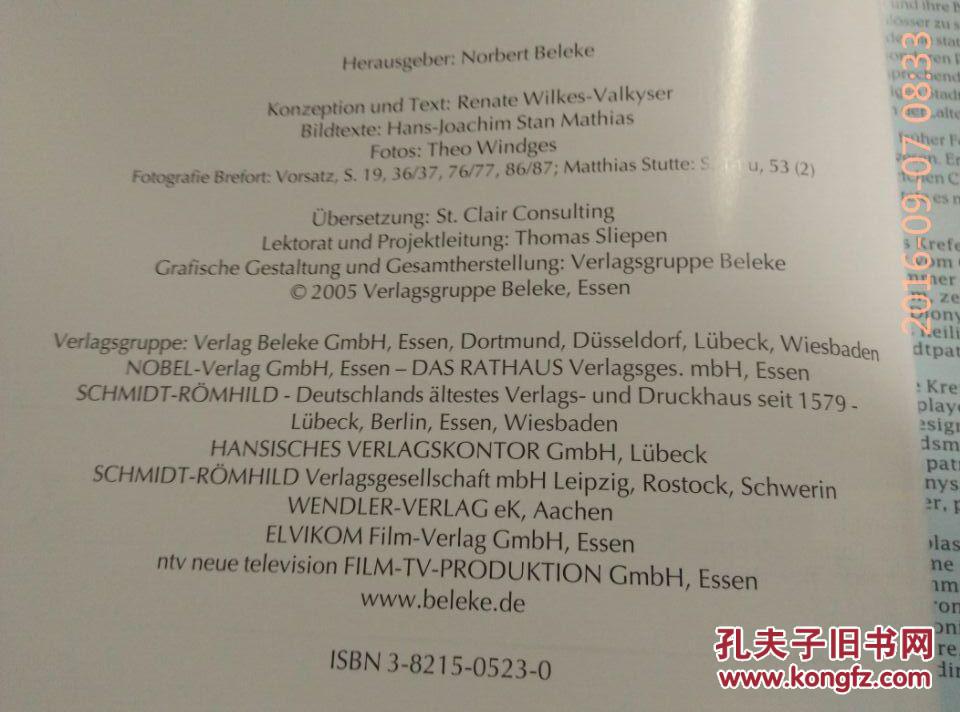 Herausgeber: Norbert Beleke
Konzeption und Text: Renate Wilkes-Valkyser
Bildtexte: Hans-Joachim Stan Mathias
Fotos: Theo Windges
Fotografie Brefort: Vorsatz, S. 19, 36/37, 76/77, 86/87; Matthias Stutte: S. u, 53 (2)
Übersetzung: St. Clair Consulting
Lektorat und Projektleitung: Thomas Sliepen
Grafische Gestaltung und Gesamtherstellung: Verlagsgruppe Beleke
© 2005 Verlagsgruppe Beleke, Essen
Verlagsgruppe: Verlag Beleke GmbH, Essen, Dortmund, Düsseldorf, Lübeck, Wiesbaden
NOBEL-Verlag GmbH, Essen – DAS RATHAUS Verlagsges. mbH, Essen
SCHMIDT-RÖMHILD - Deutschlands ältestes Verlags- und Druckhaus seit 1579 -
Lübeck, Berlin, Essen, Wiesbaden
HANSISCHES VERLAGSKONTOR GmbH, Lübeck
SCHMIDT-RÖMHILD Verlagsgesellschaft mbH Leipzig, Rostock, Schwerin
WENDLER-VERLAG eK, Aachen
ELVIKOM Film-Verlag GmbH, Essen
ntv neue television FILM-TV-PRODUKTION GmbH, Essen
www.beleke.de
ISBN 3-8215-0523-0
2016-09-07 08:33
孔夫子旧书网
www.kongfz.com